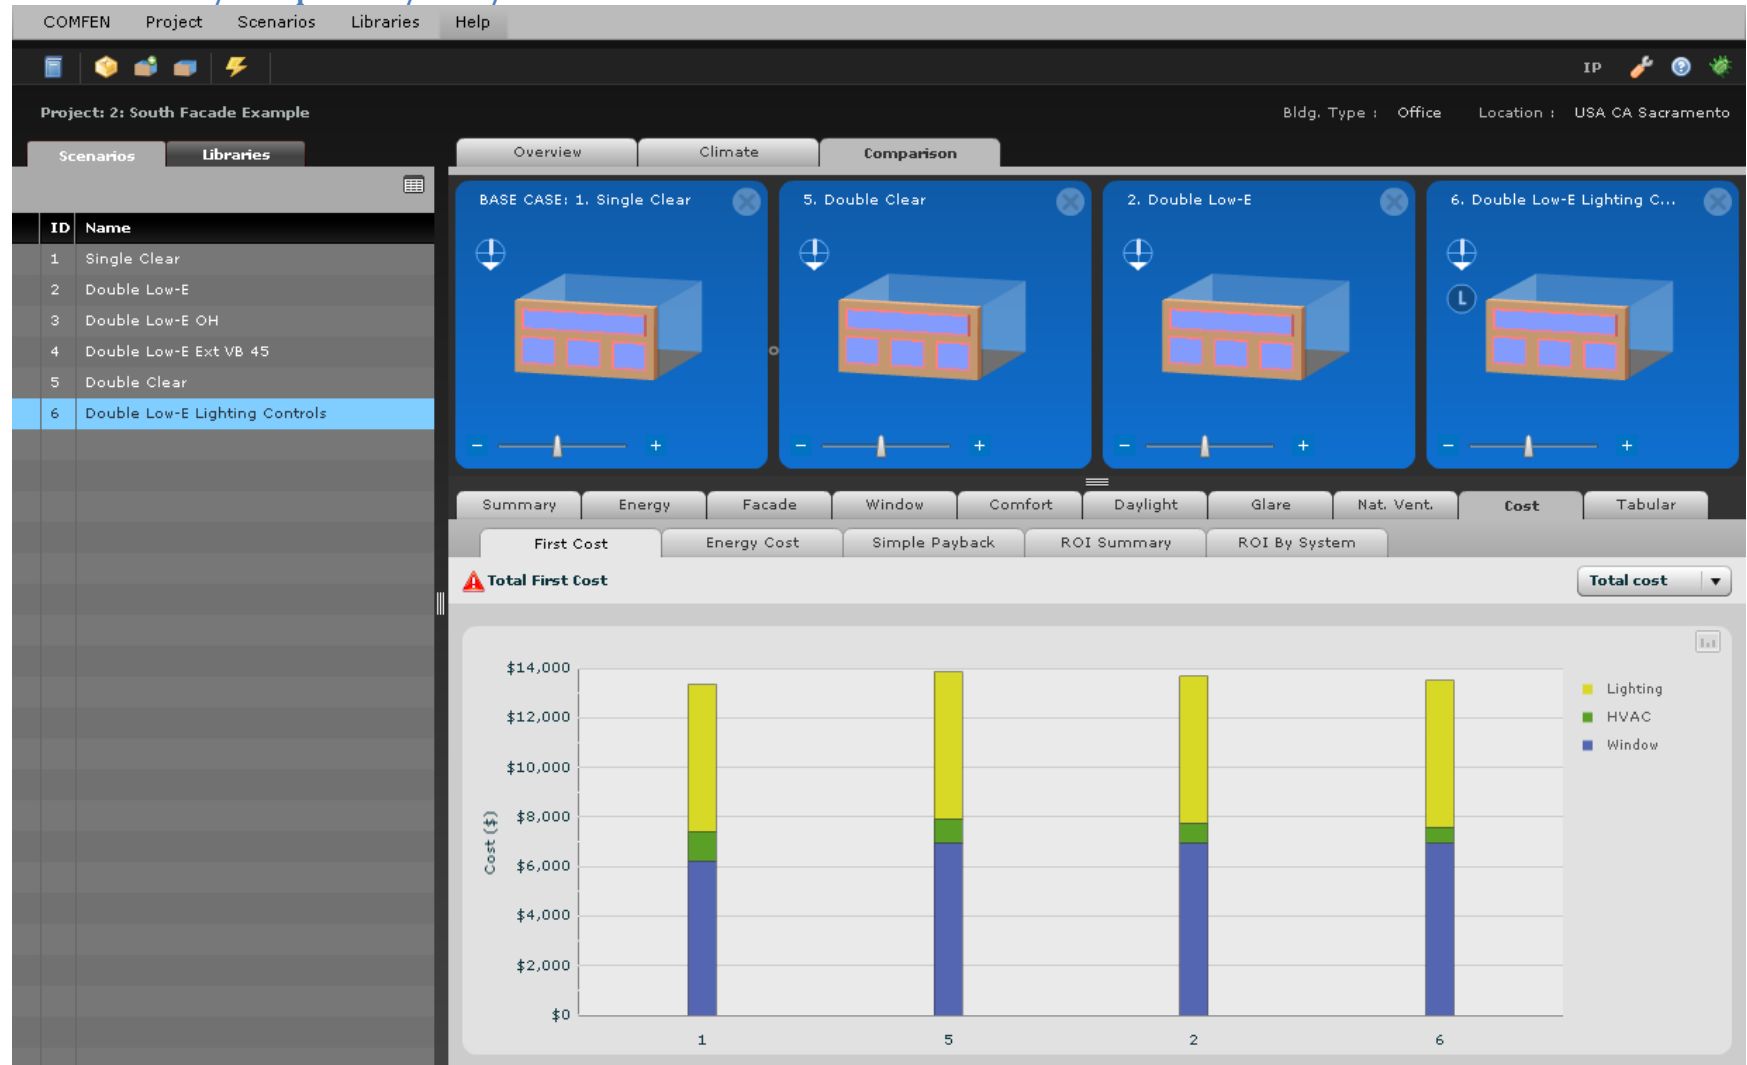 COMFEN Project Scenarios Libraries Help
IP
Project: 2: South Facade Example
Bldg. Type : Office Location : USA CA Sacramento
Scenarios Libraries
Overview Climate Comparison
BASE CASE: 1. Single Clear
5. Double Clear
2. Double Low-E
6. Double Low-E Lighting C...
L
ID Name
1 Single Clear
2 Double Low-E
3 Double Low-E OH
4 Double Low-E Ext VB 45
5 Double Clear
6 Double Low-E Lighting Controls
- +
- +
- +
- +
Summary Energy Facade Window Comfort Daylight Glare Nat. Vent. Cost Tabular
First Cost Energy Cost Simple Payback ROI Summary ROI By System
Total First Cost
Total cost
$14,000
$12,000
$10,000
$8,000
$6,000
$4,000
$2,000
$0
Cost ($)
1 5 2 6
Lighting
HVAC
Window